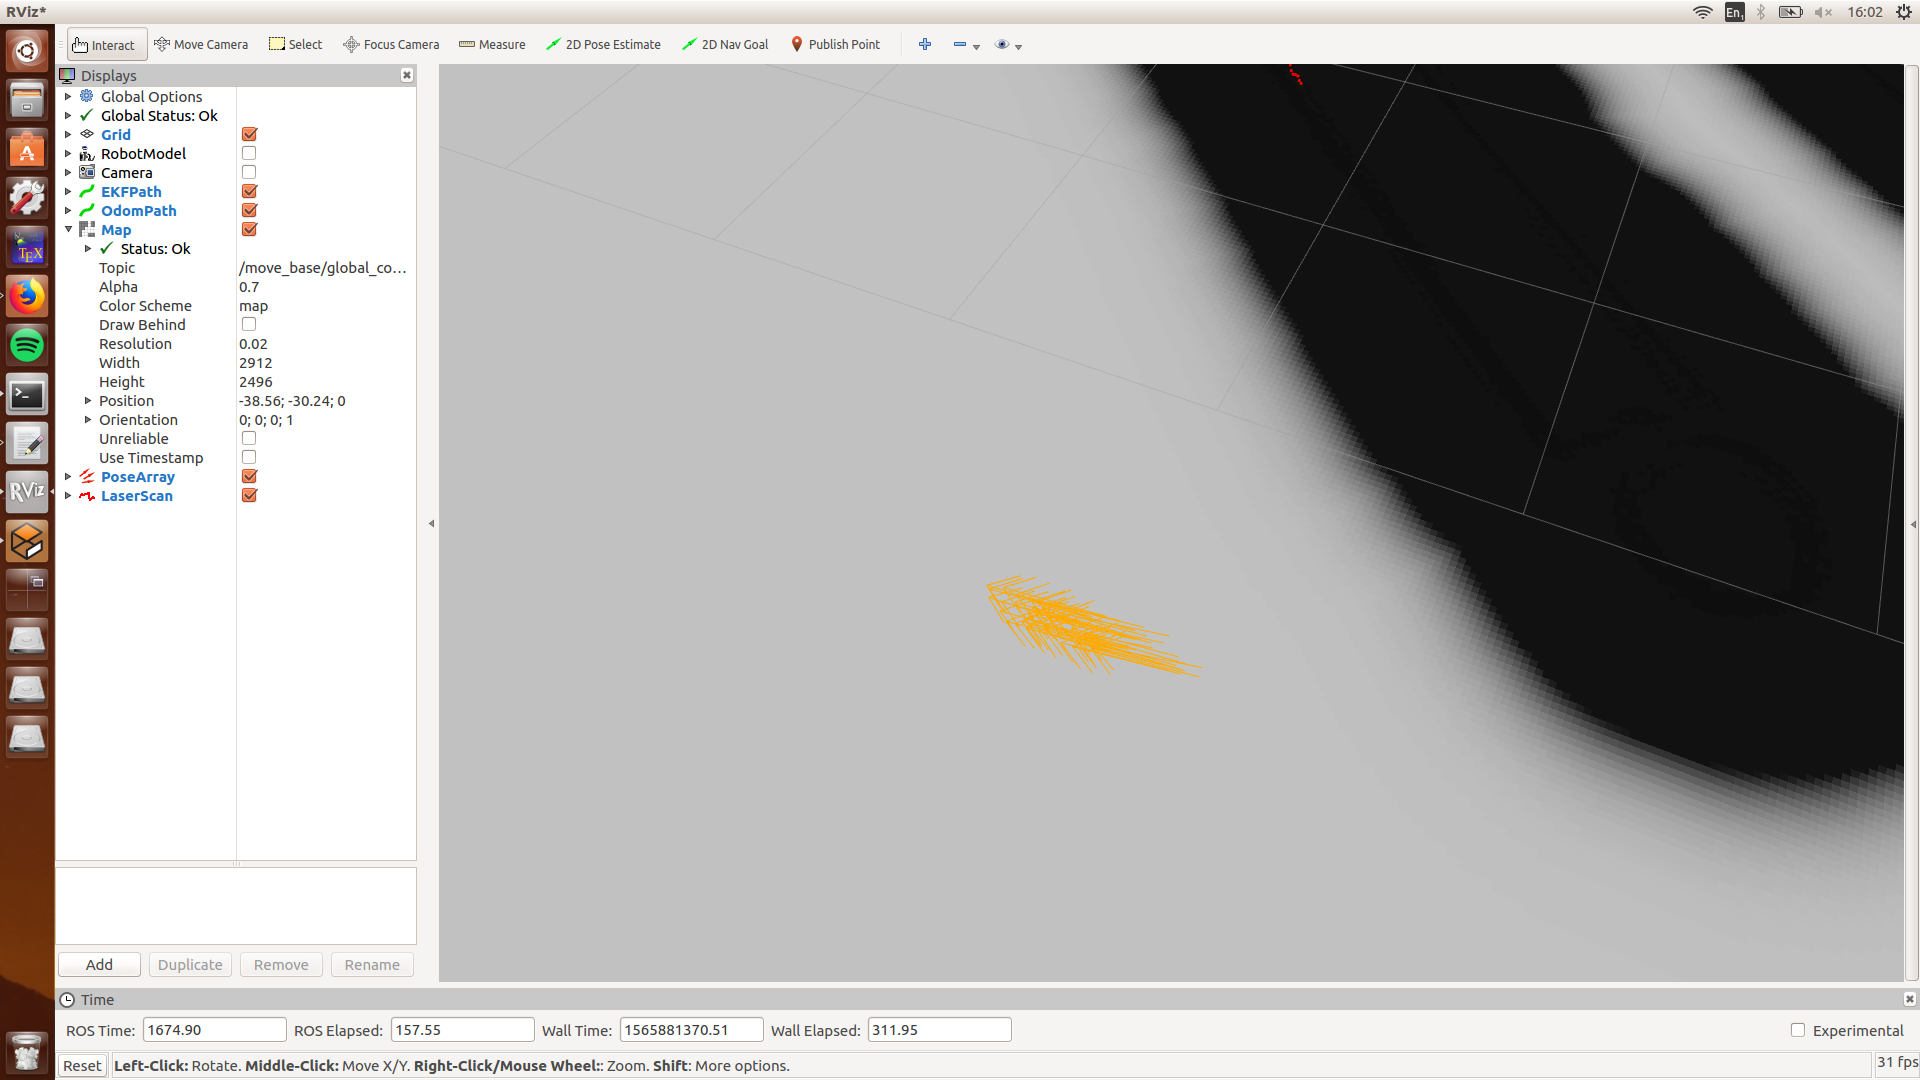 RViz*
En1
16:02
Interact
Move Camera
Select
Focus Camera
Measure
2D Pose Estimate
2D Nav Goal
Publish Point
Displays
Global Options
Global Status: Ok
Grid
RobotModel
Camera
EKFPath
OdomPath
Map
Status: Ok
Topic /move_base/global_co...
Alpha 0.7
Color Scheme map
Draw Behind
Resolution 0.02
Width 2912
Height 2496
Position -38.56; -30.24; 0
Orientation 0; 0; 0; 1
Unreliable
Use Timestamp
PoseArray
LaserScan
TEX
RViz
Add Duplicate Remove Rename
Time
ROS Time: 1674.90 ROS Elapsed: 157.55 Wall Time: 1565881370.51 Wall Elapsed: 311.95 Experimental
Reset Left-Click: Rotate. Middle-Click: Move X/Y. Right-Click/Mouse Wheel:: Zoom. Shift: More options. 31 fps